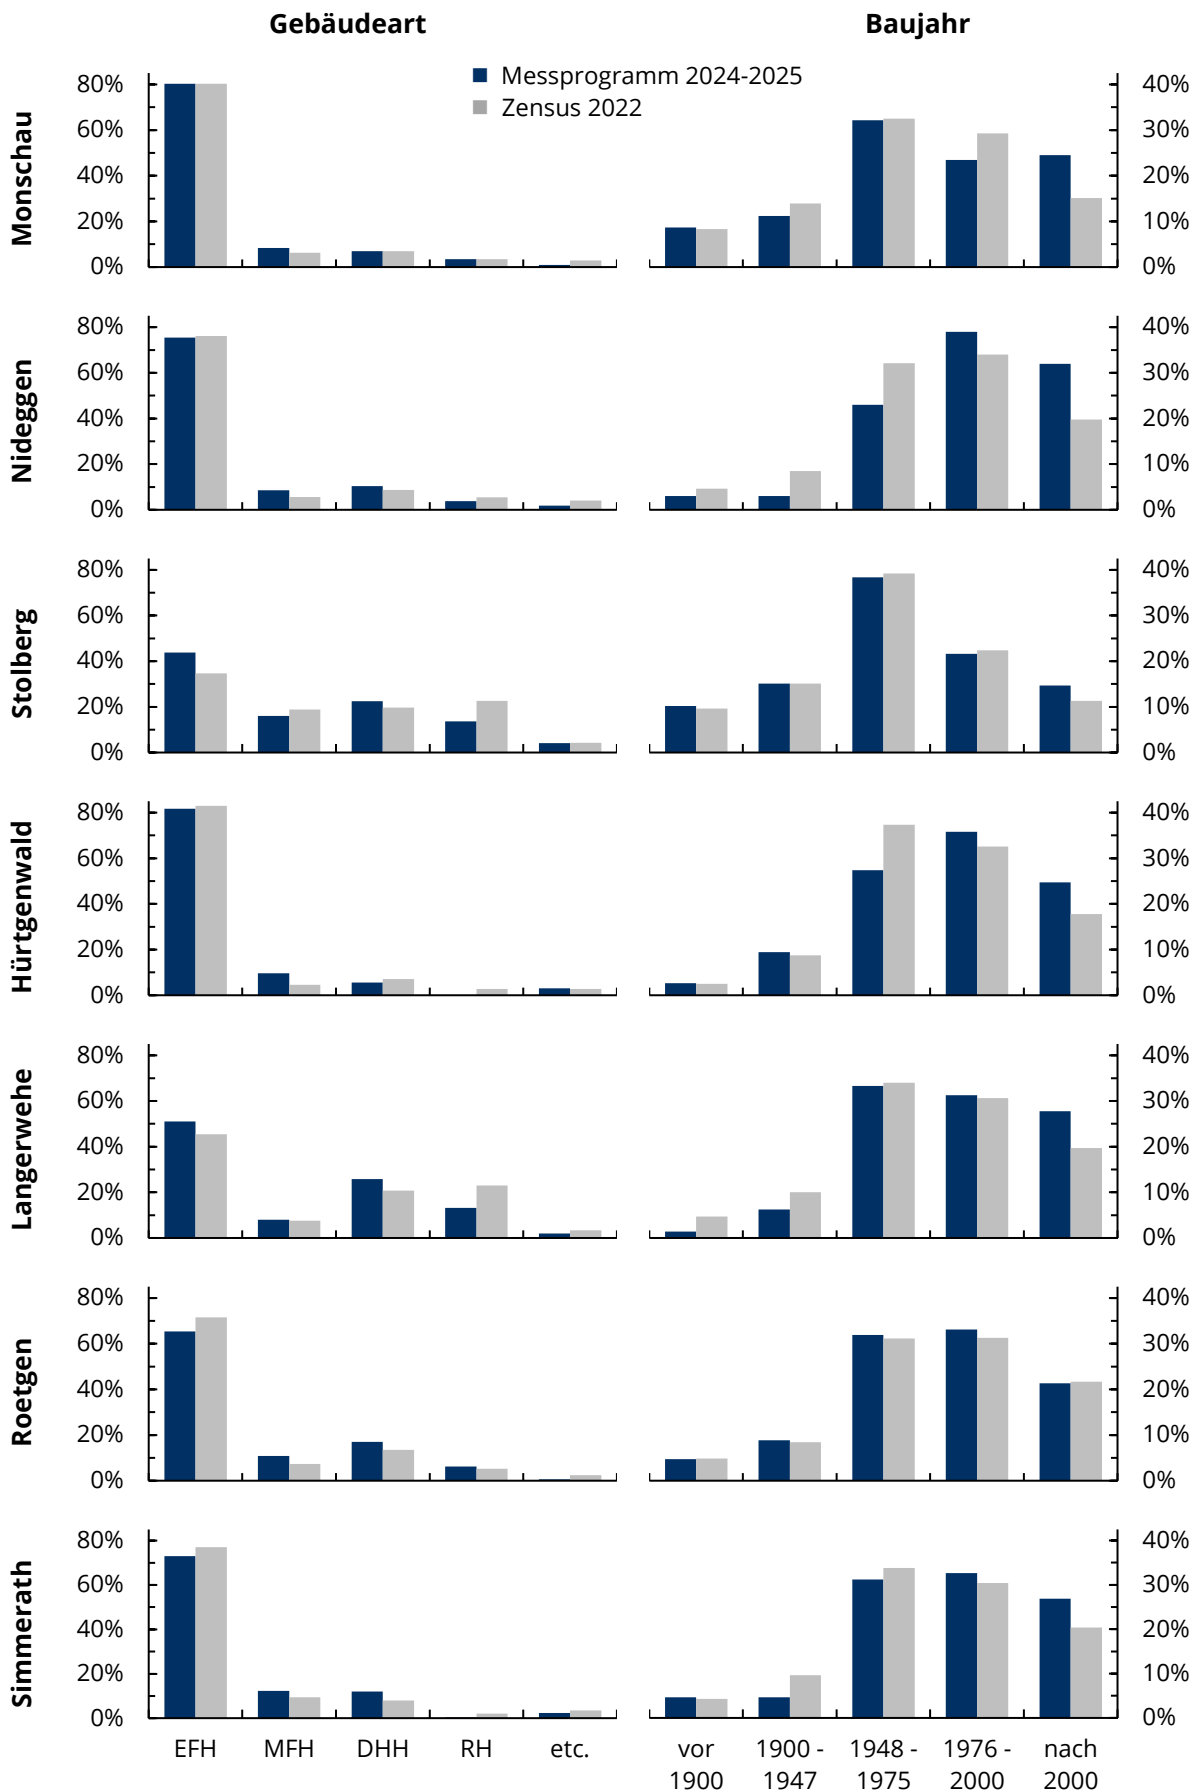 Gebäudeart Baujahr
Messprogramm 2024-2025
Zensus 2022
Monschau
80% 40%
60% 30%
40% 20%
20% 10%
0% 0%
Nideggen
80% 40%
60% 30%
40% 20%
20% 10%
0% 0%
Stolberg
80% 40%
60% 30%
40% 20%
20% 10%
0% 0%
Hürtgenwald
80% 40%
60% 30%
40% 20%
20% 10%
0% 0%
Langerwehe
80% 40%
60% 30%
40% 20%
20% 10%
0% 0%
Roetgen
80% 40%
60% 30%
40% 20%
20% 10%
0% 0%
Simmerath
80% 40%
60% 30%
40% 20%
20% 10%
0% 0%
EFH MFH DHH RH etc. vor 1900 - 1948 - 1976 - nach
1900 1947 1975 2000 2000